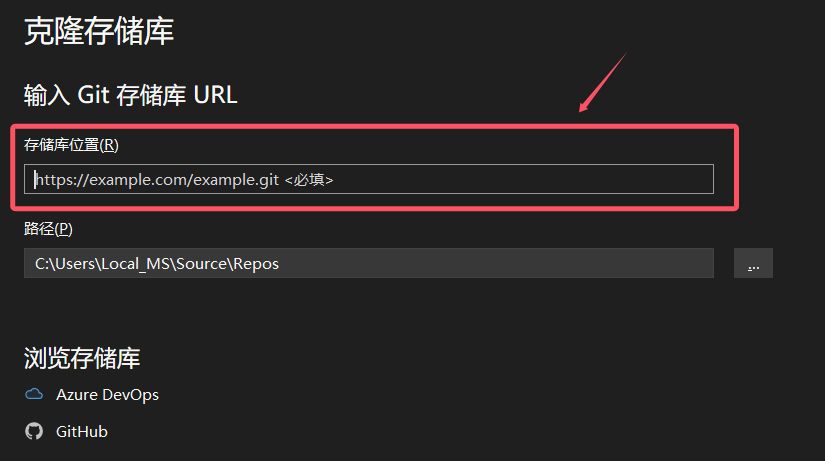 克隆存储库
输入 Git 存储库 URL
存储库位置(R)
https://example.com/example.git <必填>
路径(P)
C:\Users\Local_MS\Source\Repos
...
浏览存储库
Azure DevOps
GitHub